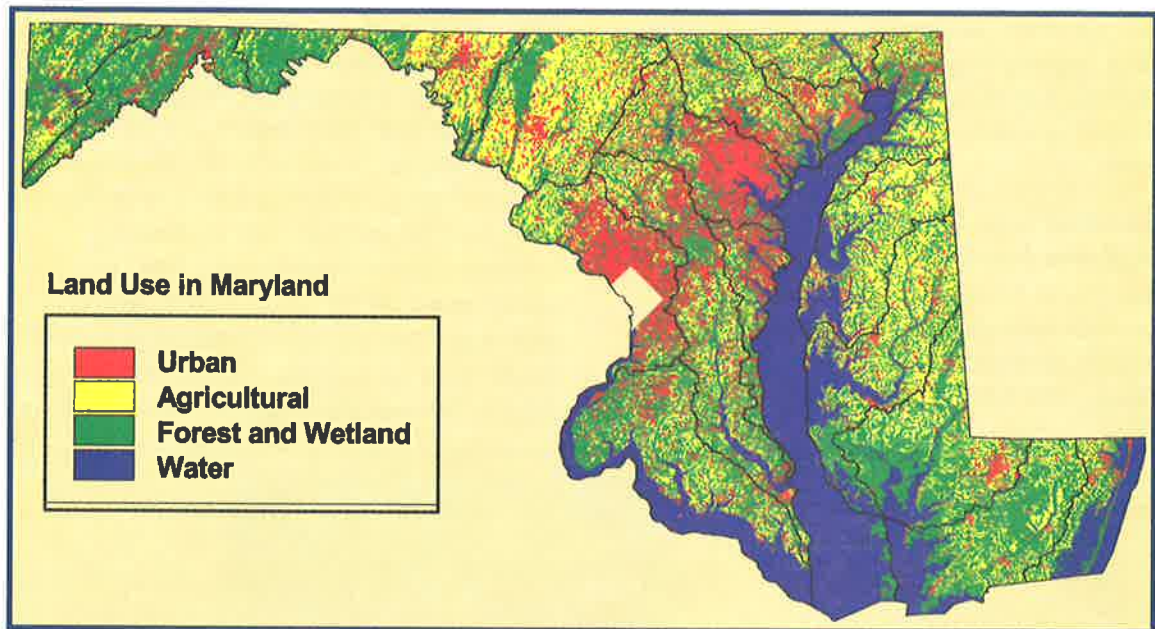 Land Use in Maryland
Urban
Agricultural
Forest and Wetland
Water